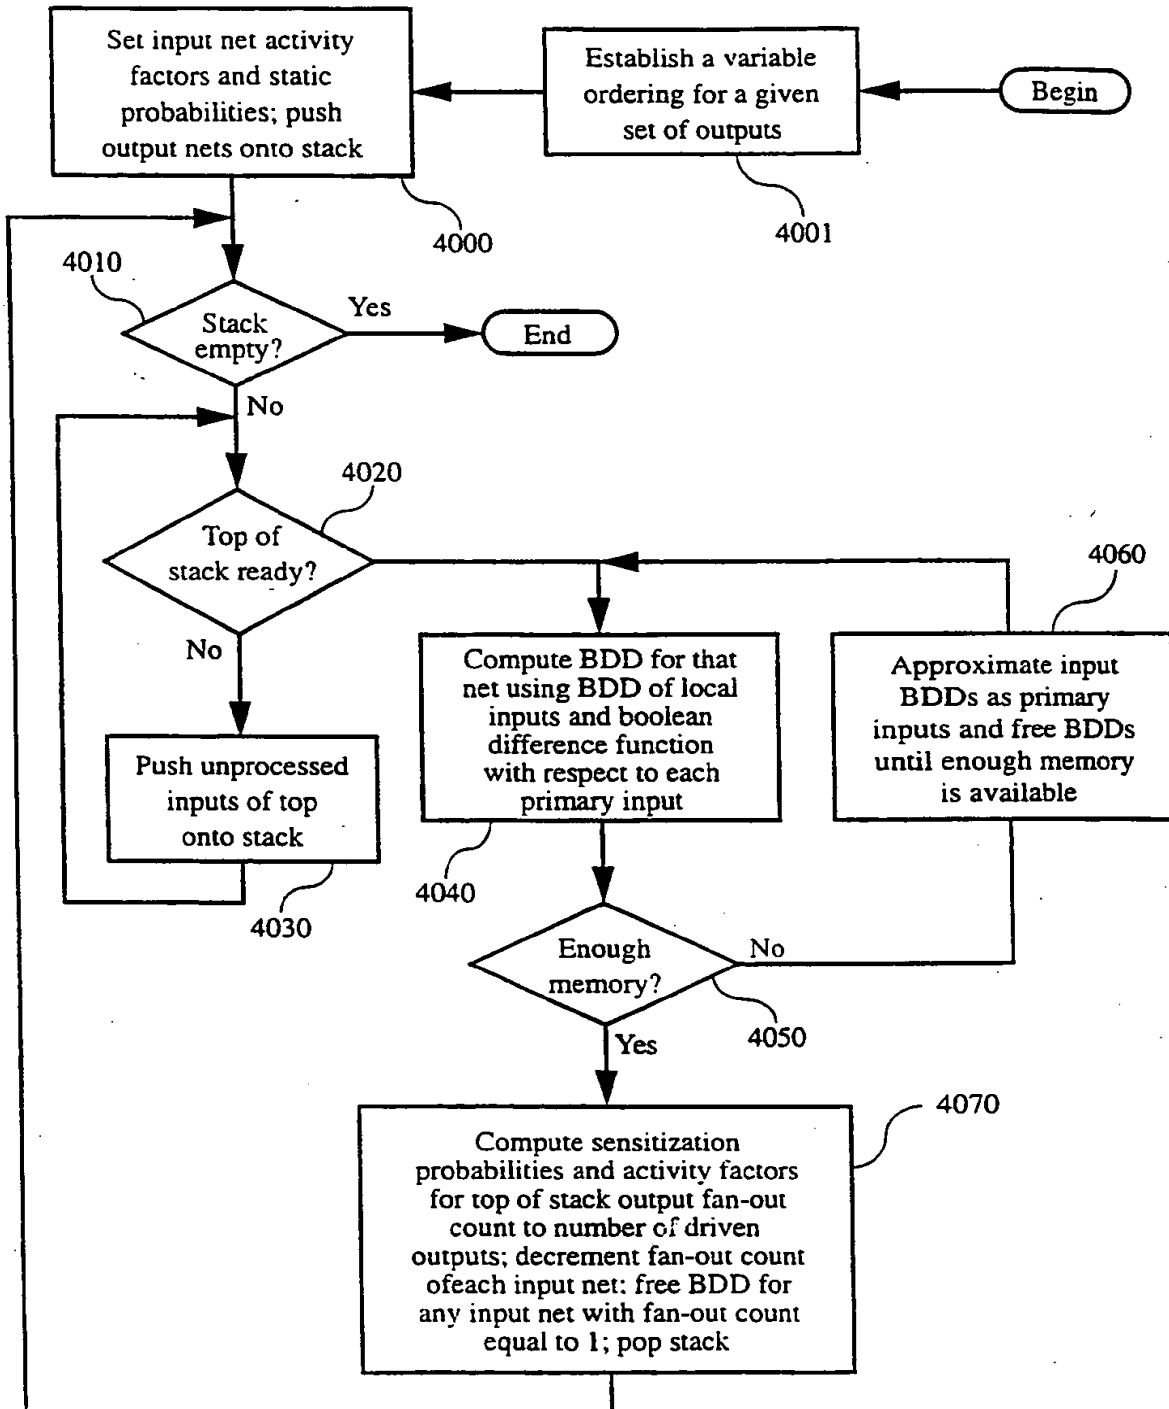 Set input net activity
factors and static
probabilities; push
output nets onto stack
Establish a variable
ordering for a given
set of outputs
Begin
4000
4001
4010
Stack
empty?
Yes
End
No
4020
Top of
stack ready?
No
4060
Push unprocessed
inputs of top
onto stack
4030
Compute BDD for that
net using BDD of local
inputs and boolean
difference function
with respect to each
primary input
4040
Approximate input
BDDs as primary
inputs and free BDDs
until enough memory
is available
Enough
memory?
No
4050
Yes
4070
Compute sensitization
probabilities and activity factors
for top of stack output fan-out
count to number of driven
outputs; decrement fan-out count
ofeach input net: free BDD for
any input net with fan-out count
equal to 1; pop stack